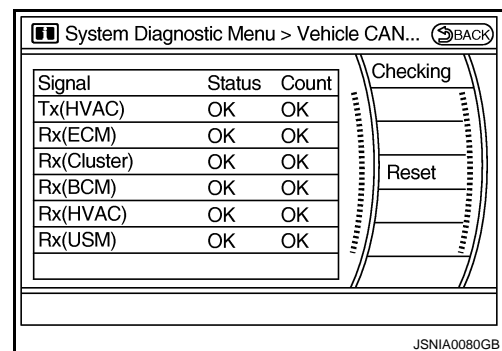 System Diagnostic Menu > Vehicle CAN... BACK
Signal Status Count
Tx(HVAC) OK OK
Rx(ECM) OK OK
Rx(Cluster) OK OK
Rx(BCM) OK OK
Rx(HVAC) OK OK
Rx(USM) OK OK
Checking
Reset
JSNIA0080GB